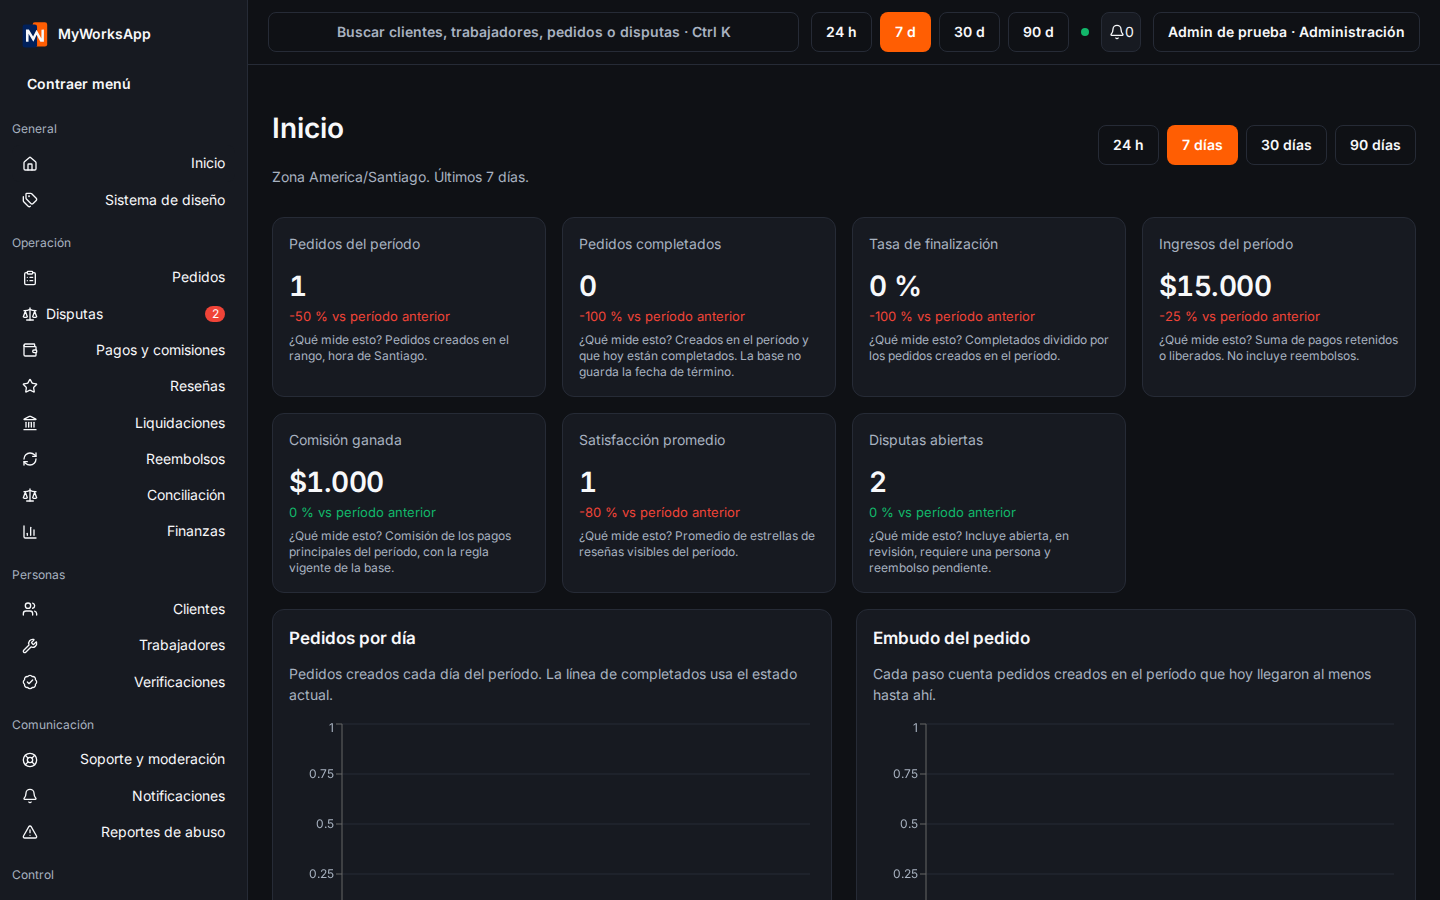 MyWorksApp
Contraer menú
General
Inicio
Sistema de diseño
Operación
Pedidos
Disputas 2
Pagos y comisiones
Reseñas
Liquidaciones
Reembolsos
Conciliación
Finanzas
Personas
Clientes
Trabajadores
Verificaciones
Comunicación
Soporte y moderación
Notificaciones
Reportes de abuso
Control
Buscar clientes, trabajadores, pedidos o disputas · Ctrl K
24 h
7 d
30 d
90 d
0
Admin de prueba · Administración
Inicio
Zona America/Santiago. Últimos 7 días.
24 h
7 días
30 días
90 días
Pedidos del período
1
-50 % vs período anterior
¿Qué mide esto? Pedidos creados en el
rango, hora de Santiago.
Pedidos completados
0
-100 % vs período anterior
¿Qué mide esto? Creados en el período y
que hoy están completados. La base no
guarda la fecha de término.
Tasa de finalización
0 %
-100 % vs período anterior
¿Qué mide esto? Completados dividido por
los pedidos creados en el período.
Ingresos del período
$15.000
-25 % vs período anterior
¿Qué mide esto? Suma de pagos retenidos
o liberados. No incluye reembolsos.
Comisión ganada
$1.000
0 % vs período anterior
¿Qué mide esto? Comisión de los pagos
principales del período, con la regla
vigente de la base.
Satisfacción promedio
1
-80 % vs período anterior
¿Qué mide esto? Promedio de estrellas de
reseñas visibles del período.
Disputas abiertas
2
0 % vs período anterior
¿Qué mide esto? Incluye abierta, en
revisión, requiere una persona y
reembolso pendiente.
Pedidos por día
Pedidos creados cada día del período. La línea de completados usa el estado
actual.
1
0.75
0.5
0.25
Embudo del pedido
Cada paso cuenta pedidos creados en el período que hoy llegaron al menos
hasta ahí.
1
0.75
0.5
0.25